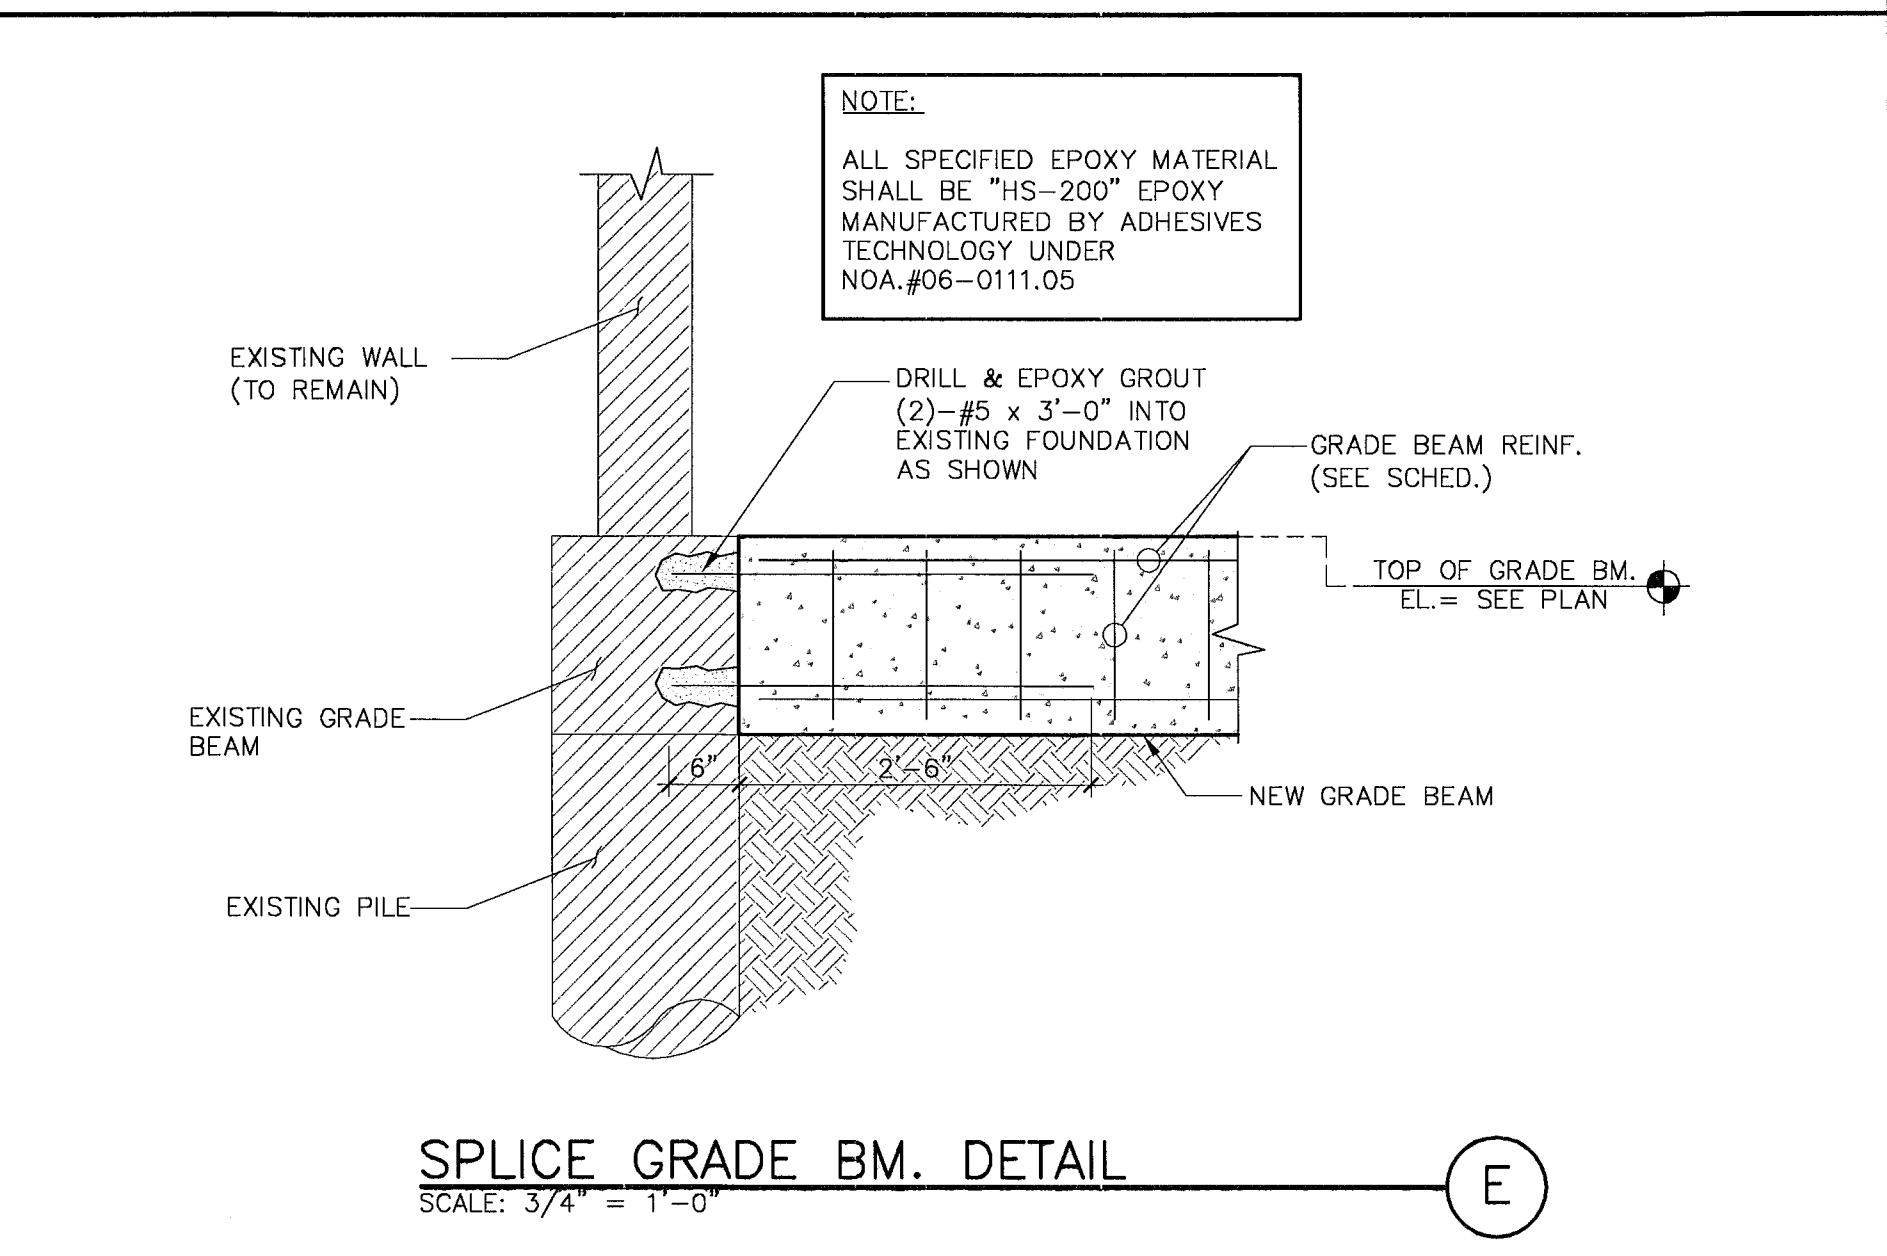 NOTE:
ALL SPECIFIED EPOXY MATERIAL
SHALL BE "HS-200" EPOXY
MANUFACTURED BY ADHESIVES
TECHNOLOGY UNDER
NOA.#06-0111.05
EXISTING WALL
(TO REMAIN)
DRILL & EPOXY GROUT
(2)-#5 x 3'-0" INTO
EXISTING FOUNDATION
AS SHOWN
GRADE BEAM REINF.
(SEE SCHED.)
TOP OF GRADE BM.
EL.= SEE PLAN
EXISTING GRADE
BEAM
6"
2'-6"
NEW GRADE BEAM
EXISTING PILE
SPLICE GRADE BM. DETAIL
SCALE: 3/4" = 1'-0"
E